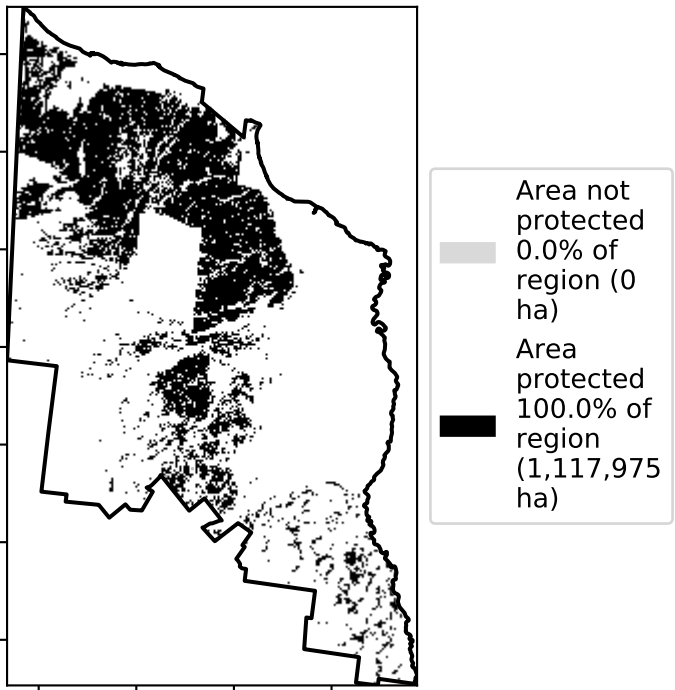 Area not
protected
0.0% of
region (0
ha)
Area
protected
100.0% of
region
(1,117,975
ha)